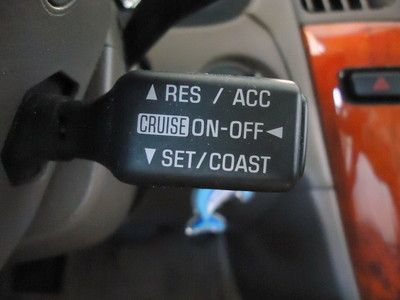 ▲ RES / ACC
CRUISE ON-OFF ◄
▼ SET/COAST